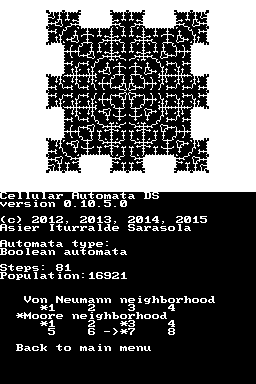 Cellular Automata DS
version 0.10.5.0
(c) 2012, 2013, 2014, 2015
Asier Iturralde Sarasola
Automata type:
Boolean automata
Steps: 81
Population:16921
Von Neumann neighborhood
*1 2 3 4
*Moore neighborhood
*1 2 *3 4
5 6 ->*7 8
Back to main menu